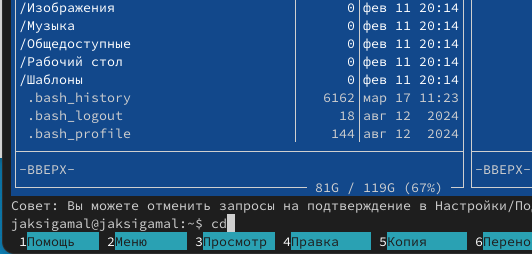 /Изображения 0 фев 11 20:14
/Музыка 0 фев 11 20:14
/Общедоступные 0 фев 11 20:14
/Рабочий стол 0 фев 11 20:14
/Шаблоны 0 фев 11 20:14
.bash_history 6162 мар 17 11:23
.bash_logout 18 авг 12 2024
.bash_profile 144 авг 12 2024
-ВВЕРХ- -ВВЕРХ-
81G / 119G (67%)
Совет: Вы можете отменить запросы на подтверждение в Настройки/По
jaksigamal@jaksigamal:~$ cd
1Помощь 2Меню 3Просмотр 4Правка 5Копия 6Перено